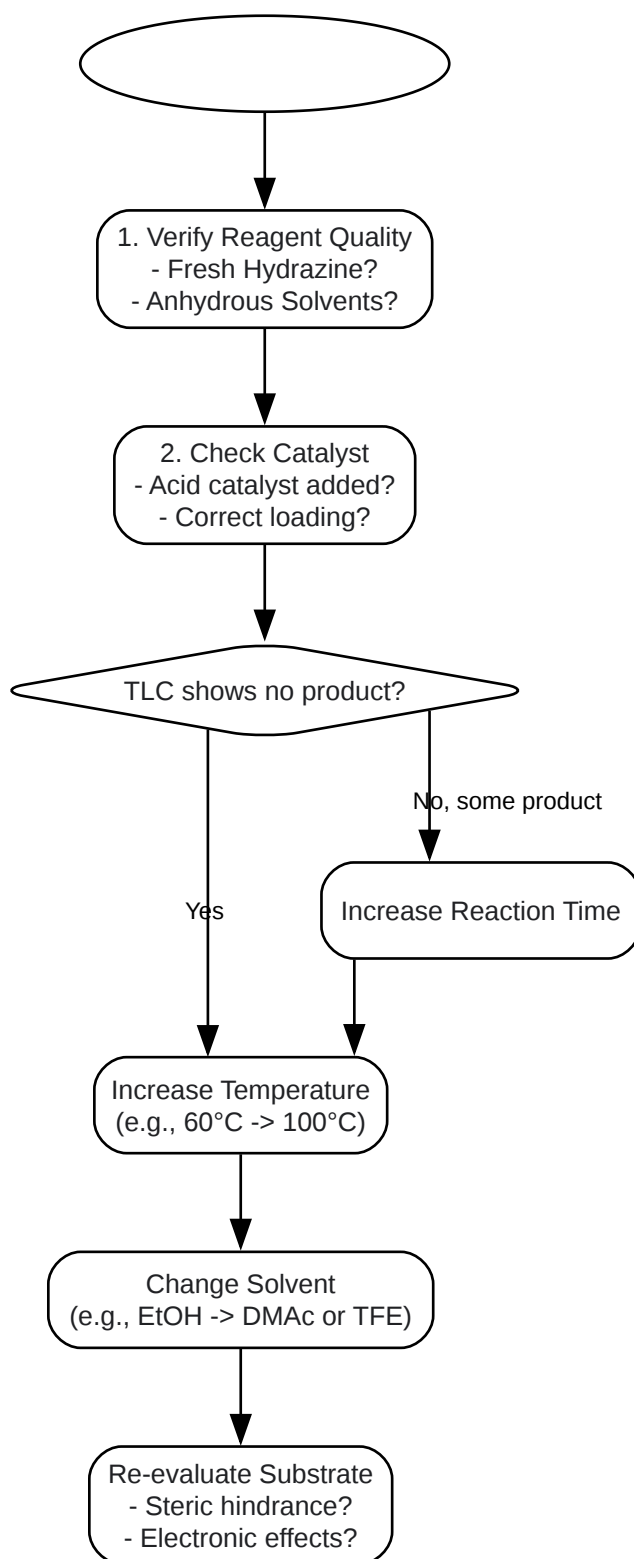 1. Verify Reagent Quality
- Fresh Hydrazine?
- Anhydrous Solvents?
2. Check Catalyst
- Acid catalyst added?
- Correct loading?
TLC shows no product?
No, some product
Yes
Increase Reaction Time
Increase Temperature
(e.g., 60°C -> 100°C)
Change Solvent
(e.g., EtOH -> DMAc or TFE)
Re-evaluate Substrate
- Steric hindrance?
- Electronic effects?